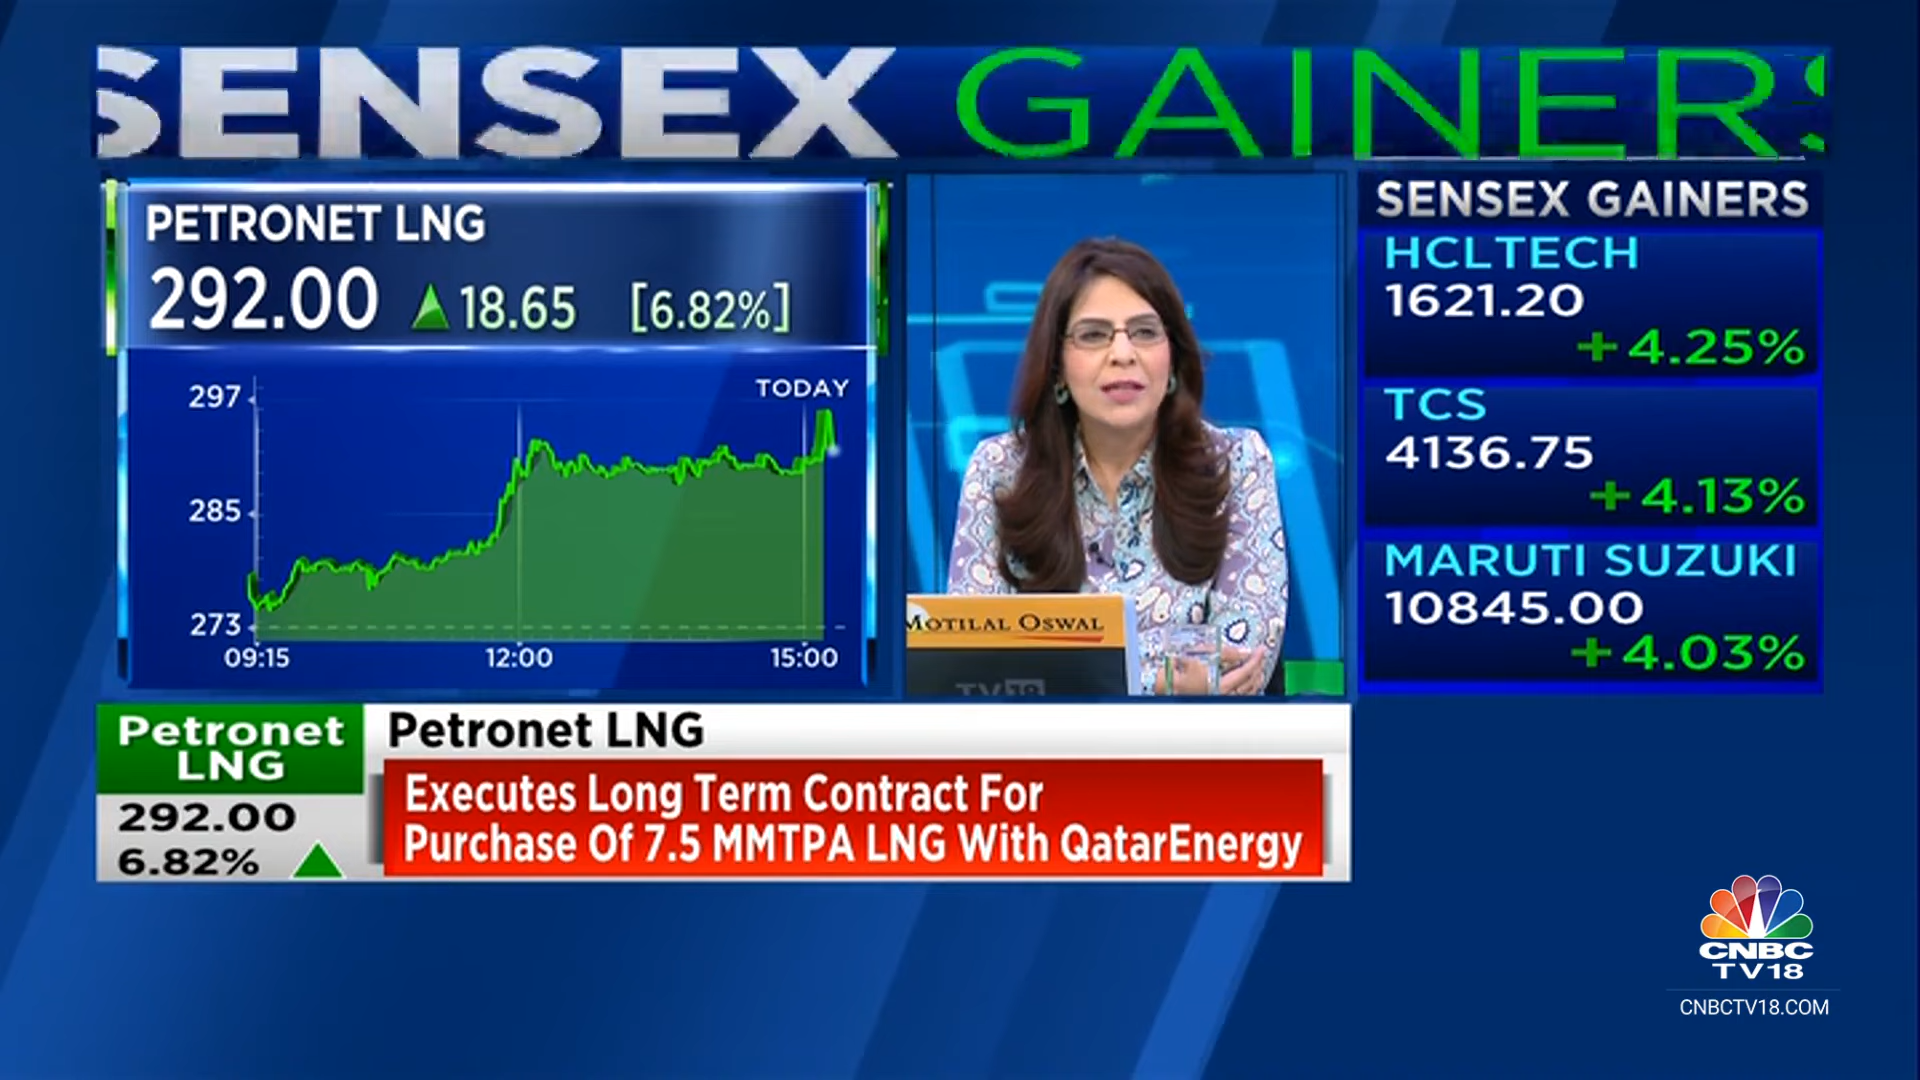 SENSEX GAINERS
PETRONET LNG
292.00 ▲ 18.65 [6.82%]
TODAY
297
285
273
09:15 12:00 15:00
MOTILAL OSWAL
TV18
SENSEX GAINERS
HCLTECH
1621.20
+4.25%
TCS
4136.75
+4.13%
MARUTI SUZUKI
10845.00
+4.03%
Petronet
LNG
292.00
6.82% ▲
Petronet LNG
Executes Long Term Contract For
Purchase Of 7.5 MMTPA LNG With QatarEnergy
CNBC
TV18
CNBCTV18.COM